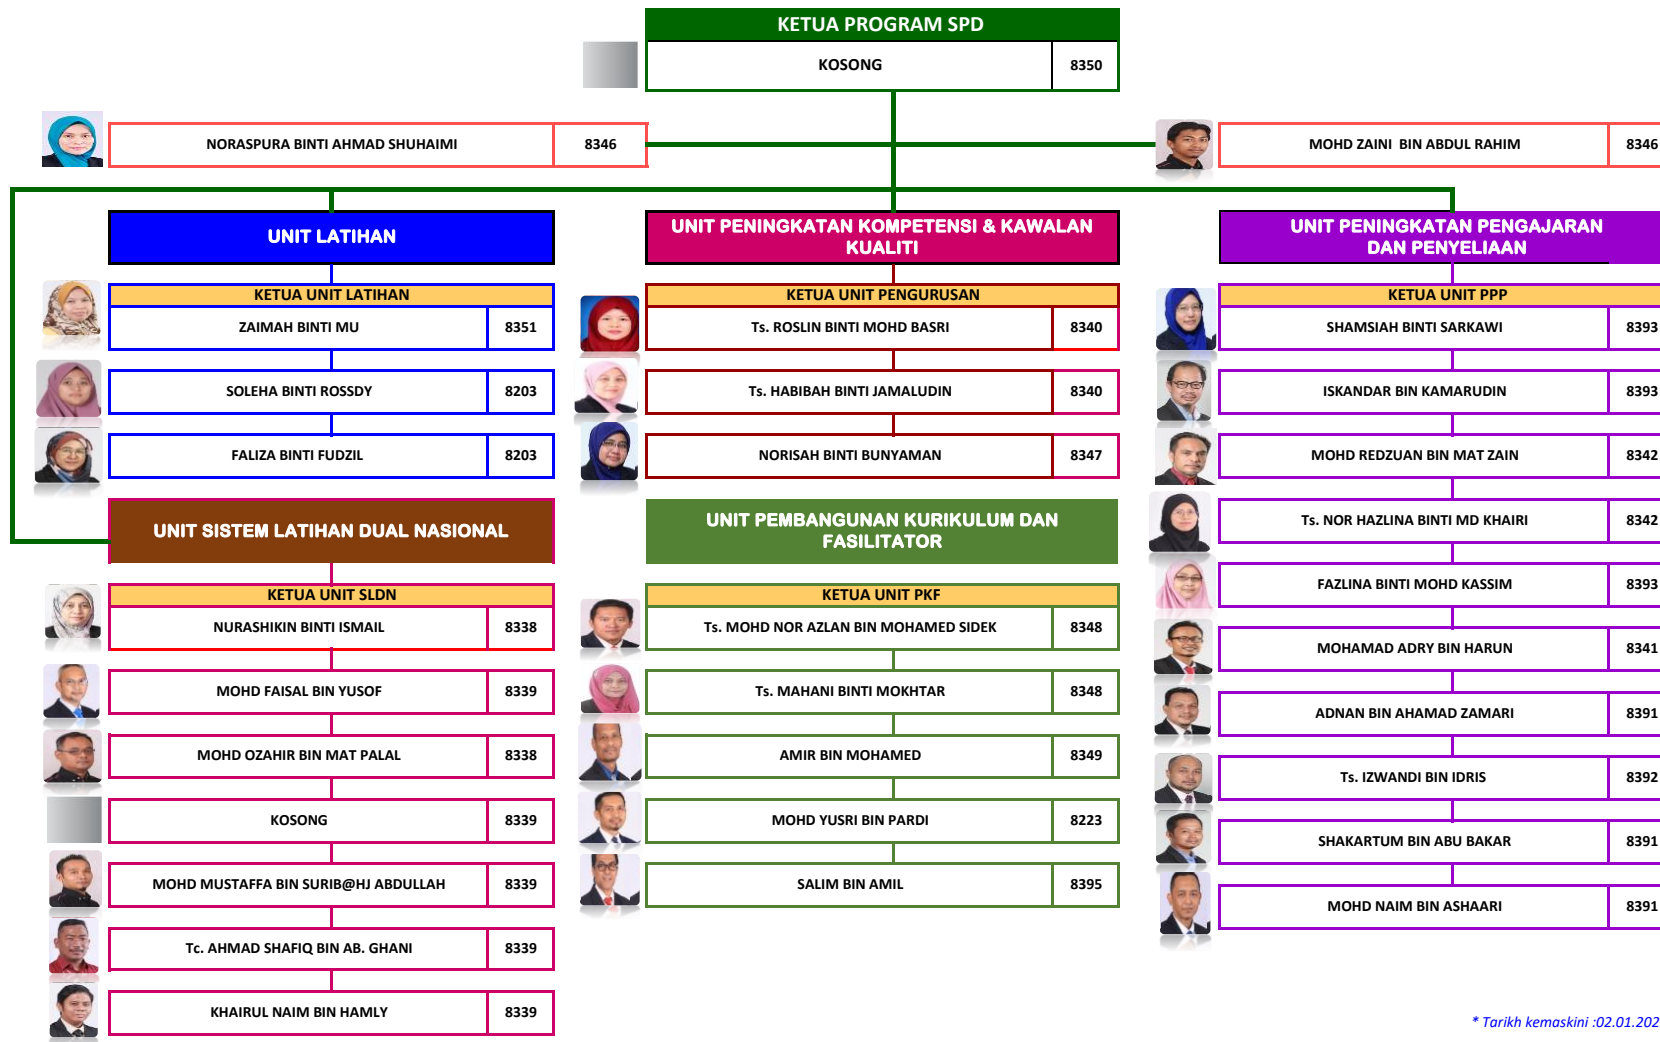 KETUA PROGRAM SPD
KOSONG 8350
NORASPURA BINTI AHMAD SHUHAIMI 8346
MOHD ZAINI BIN ABDUL RAHIM 8346
UNIT LATIHAN
KETUA UNIT LATIHAN
ZAIMAH BINTI MU 8351
SOLEHA BINTI ROSSDY 8203
FALIZA BINTI FUDZIL 8203
UNIT PENINGKATAN KOMPETENSI & KAWALAN
KUALITI
KETUA UNIT PENGURUSAN
Ts. ROSLIN BINTI MOHD BASRI 8340
Ts. HABIBAH BINTI JAMALUDIN 8340
NORISAH BINTI BUNYAMAN 8347
UNIT PENINGKATAN PENGAJARAN
DAN PENYELIAAN
KETUA UNIT PPP
SHAMSIAH BINTI SARKAWI 8393
ISKANDAR BIN KAMARUDIN 8393
MOHD REDZUAN BIN MAT ZAIN 8342
Ts. NOR HAZLINA BINTI MD KHAIRI 8342
FAZLINA BINTI MOHD KASSIM 8393
MOHAMAD ADRY BIN HARUN 8341
ADNAN BIN AHAMAD ZAMARI 8391
Ts. IZWANDI BIN IDRIS 8392
SHAKARTUM BIN ABU BAKAR 8391
MOHD NAIM BIN ASHAARI 8391
UNIT SISTEM LATIHAN DUAL NASIONAL
KETUA UNIT SLDN
NURASHIKIN BINTI ISMAIL 8338
MOHD FAISAL BIN YUSOF 8339
MOHD OZAHIR BIN MAT PALAL 8338
KOSONG 8339
MOHD MUSTAFFA BIN SURIB@HJ ABDULLAH 8339
Tc. AHMAD SHAFIQ BIN AB. GHANI 8339
KHAIRUL NAIM BIN HAMLY 8339
UNIT PEMBANGUNAN KURIKULUM DAN
FASILITATOR
KETUA UNIT PKF
Ts. MOHD NOR AZLAN BIN MOHAMED SIDEK 8348
Ts. MAHANI BINTI MOKHTAR 8348
AMIR BIN MOHAMED 8349
MOHD YUSRI BIN PARDI 8223
SALIM BIN AMIL 8395
* Tarikh kemaskini :02.01.202